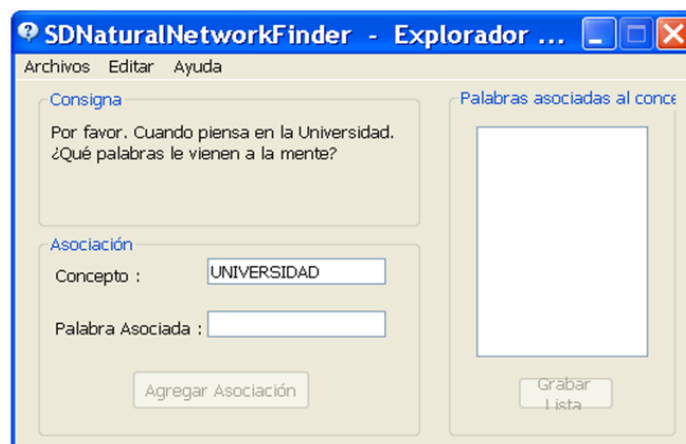 SDNaturalNetworkFinder - Explorador ...
Archivos Editar Ayuda
Consigna
Por favor. Cuando piensa en la Universidad.
¿Qué palabras le vienen a la mente?
Palabras asociadas al conce
Asociación
Concepto :
UNIVERSIDAD
Palabra Asociada :
Agregar Asociación
Grabar
Lista